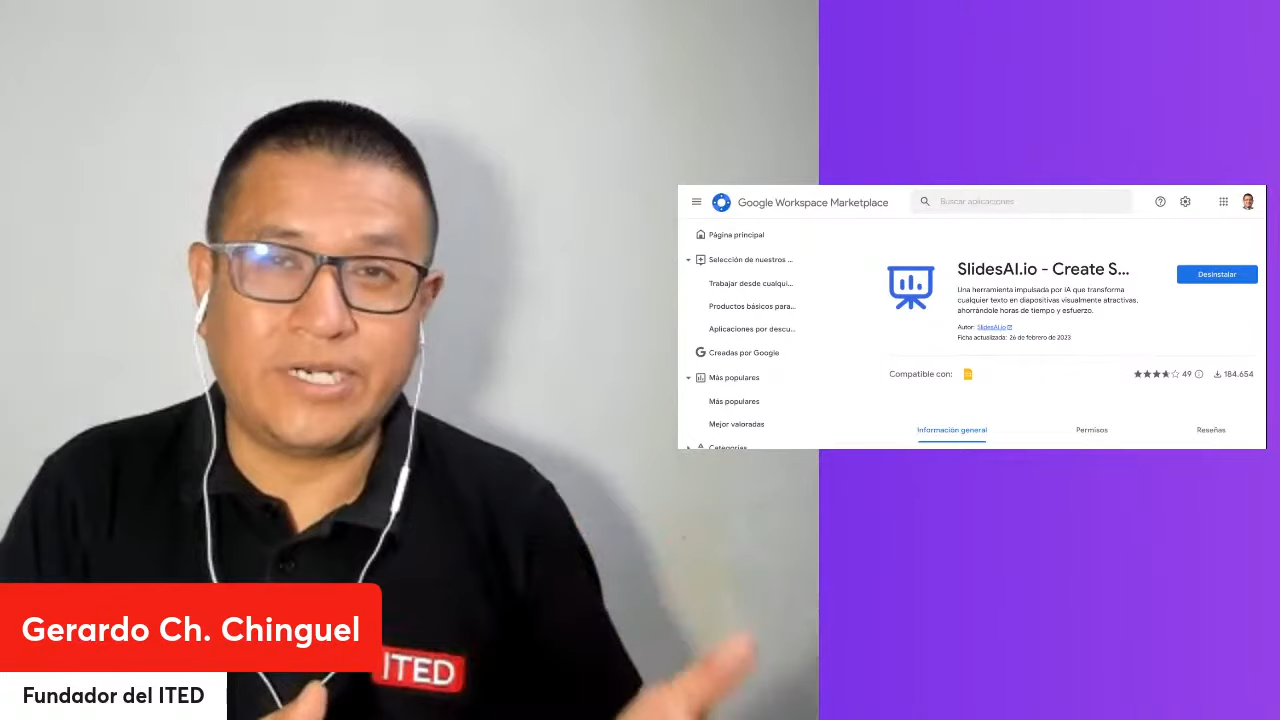 Google Workspace Marketplace
Buscar aplicaciones
Página principal
Selección de nuestros ...
Trabajar desde cualqui...
Productos básicos para...
Aplicaciones por descu...
Creadas por Google
Más populares
Más populares
Mejor valoradas
Categorías
SlidesAI.io - Create S...
Desinstalar
Una herramienta impulsada por IA que transforma
cualquier texto en diapositivas visualmente atractivas,
ahorrándole horas de tiempo y esfuerzo.
Autor: SlidesAI.io
Ficha actualizada: 26 de febrero de 2023
Compatible con:
49
184.654
Información general
Permisos
Reseñas
Gerardo Ch. Chinguel
Fundador del ITED
ITED